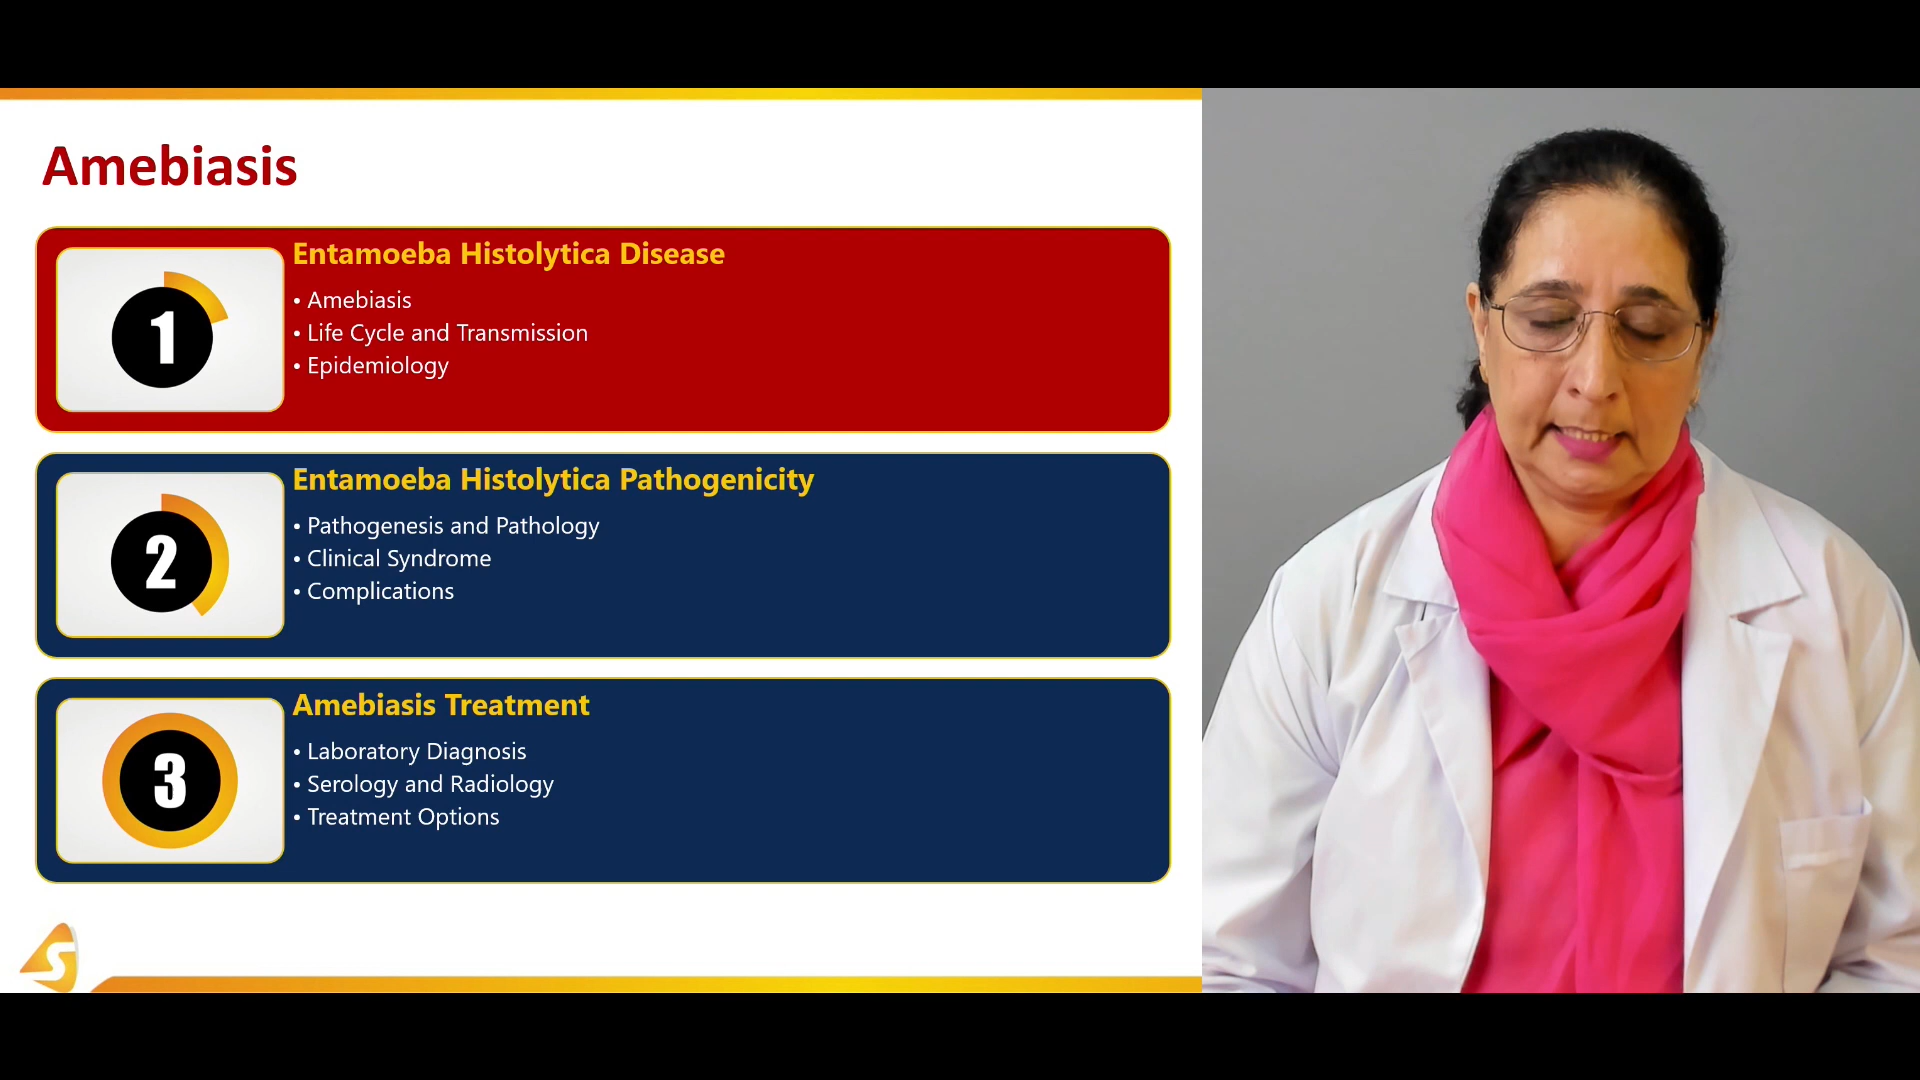 Amebiasis
1
Entamoeba Histolytica Disease
• Amebiasis
• Life Cycle and Transmission
• Epidemiology
2
Entamoeba Histolytica Pathogenicity
• Pathogenesis and Pathology
• Clinical Syndrome
• Complications
3
Amebiasis Treatment
• Laboratory Diagnosis
• Serology and Radiology
• Treatment Options
S